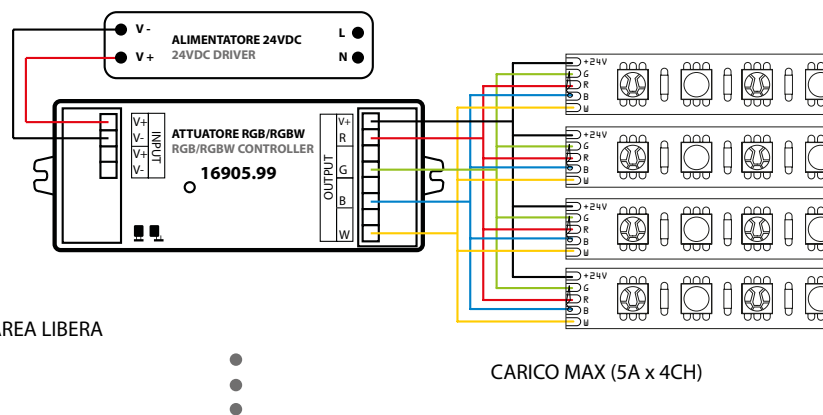 V -
V +
ALIMENTATORE 24VDC
24VDC DRIVER
L
N
V+
V-
V+
V-
INPUT
ATTUATORE RGB/RGBW
RGB/RGBW CONTROLLER
16905.99
OUTPUT
V+
R
G
B
W
+24V
G
R
B
W
+24V
G
R
B
W
+24V
G
R
B
W
+24V
G
R
B
W
AREA LIBERA
CARICO MAX (5A x 4CH)